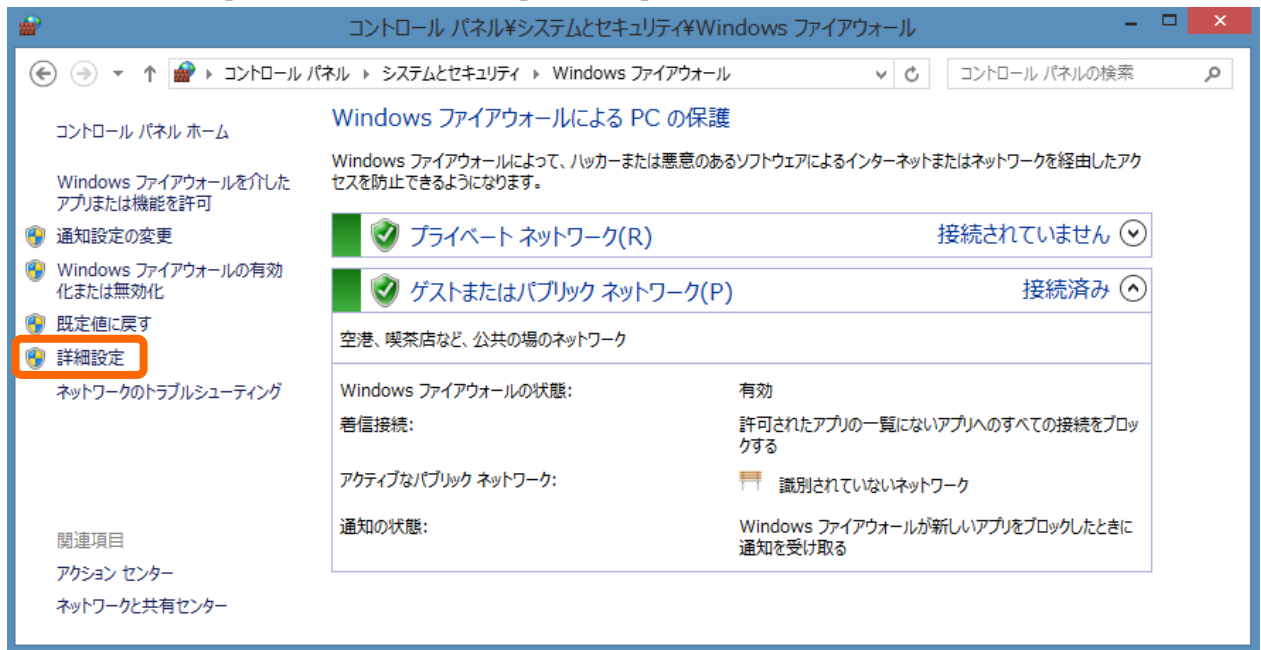 コントロール パネル¥システムとセキュリティ¥Windows ファイアウォール
コントロール パネル
システムとセキュリティ
Windows ファイアウォール
コントロール パネルの検索
コントロール パネル ホーム
Windows ファイアウォールを介した
アプリまたは機能を許可
通知設定の変更
Windows ファイアウォールの有効
化または無効化
既定値に戻す
詳細設定
ネットワークのトラブルシューティング
関連項目
アクション センター
ネットワークと共有センター
Windows ファイアウォールによる PC の保護
Windows ファイアウォールによって、ハッカーまたは悪意のあるソフトウェアによるインターネットまたはネットワークを経由したアク
セスを防止できるようになります。
プライベート ネットワーク(R) 接続されていません
ゲストまたはパブリック ネットワーク(P) 接続済み
空港、喫茶店など、公共の場のネットワーク
Windows ファイアウォールの状態: 有効
着信接続: 許可されたアプリの一覧にないアプリへのすべての接続をブロッ
クする
アクティブなパブリック ネットワーク: 識別されていないネットワーク
通知の状態: Windows ファイアウォールが新しいアプリをブロックしたときに
通知を受け取る